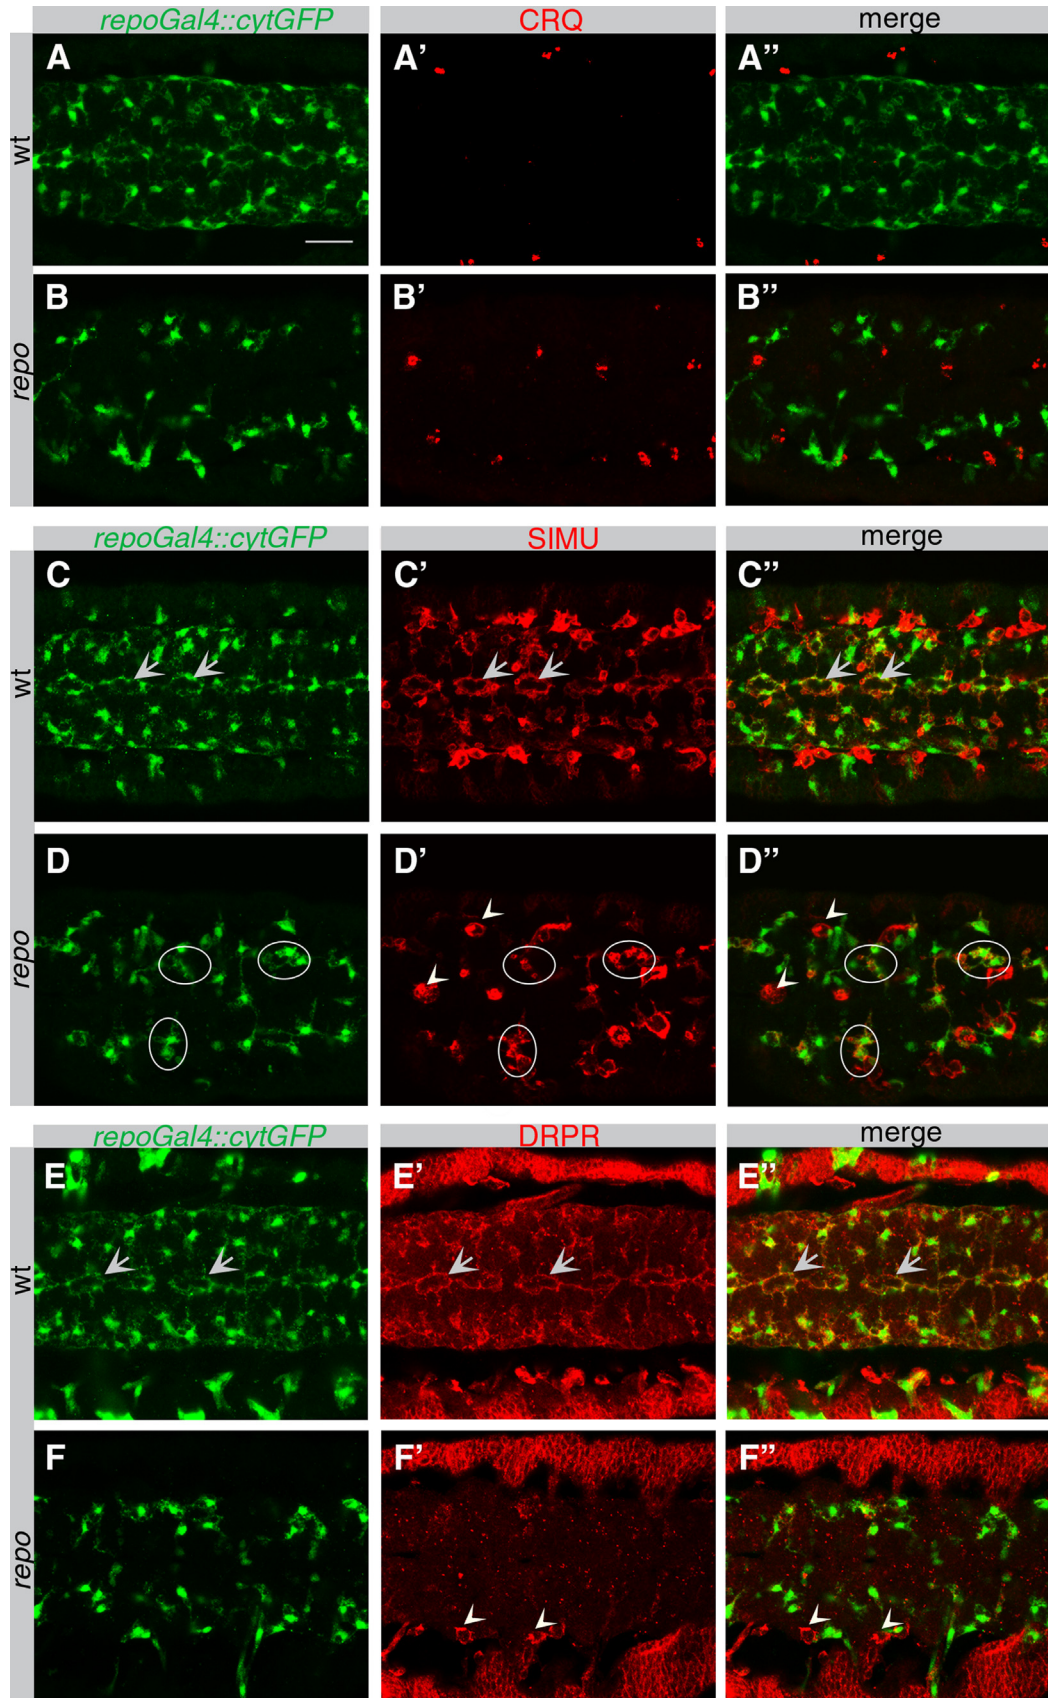 repoGal4::cytGFP CRQ merge
wt
A A' A''
repo
B B' B''
repoGal4::cytGFP SIMU merge
wt
C C' C''
repo
D D' D''
repoGal4::cytGFP DRPR merge
wt
E E' E''
repo
F F' F''